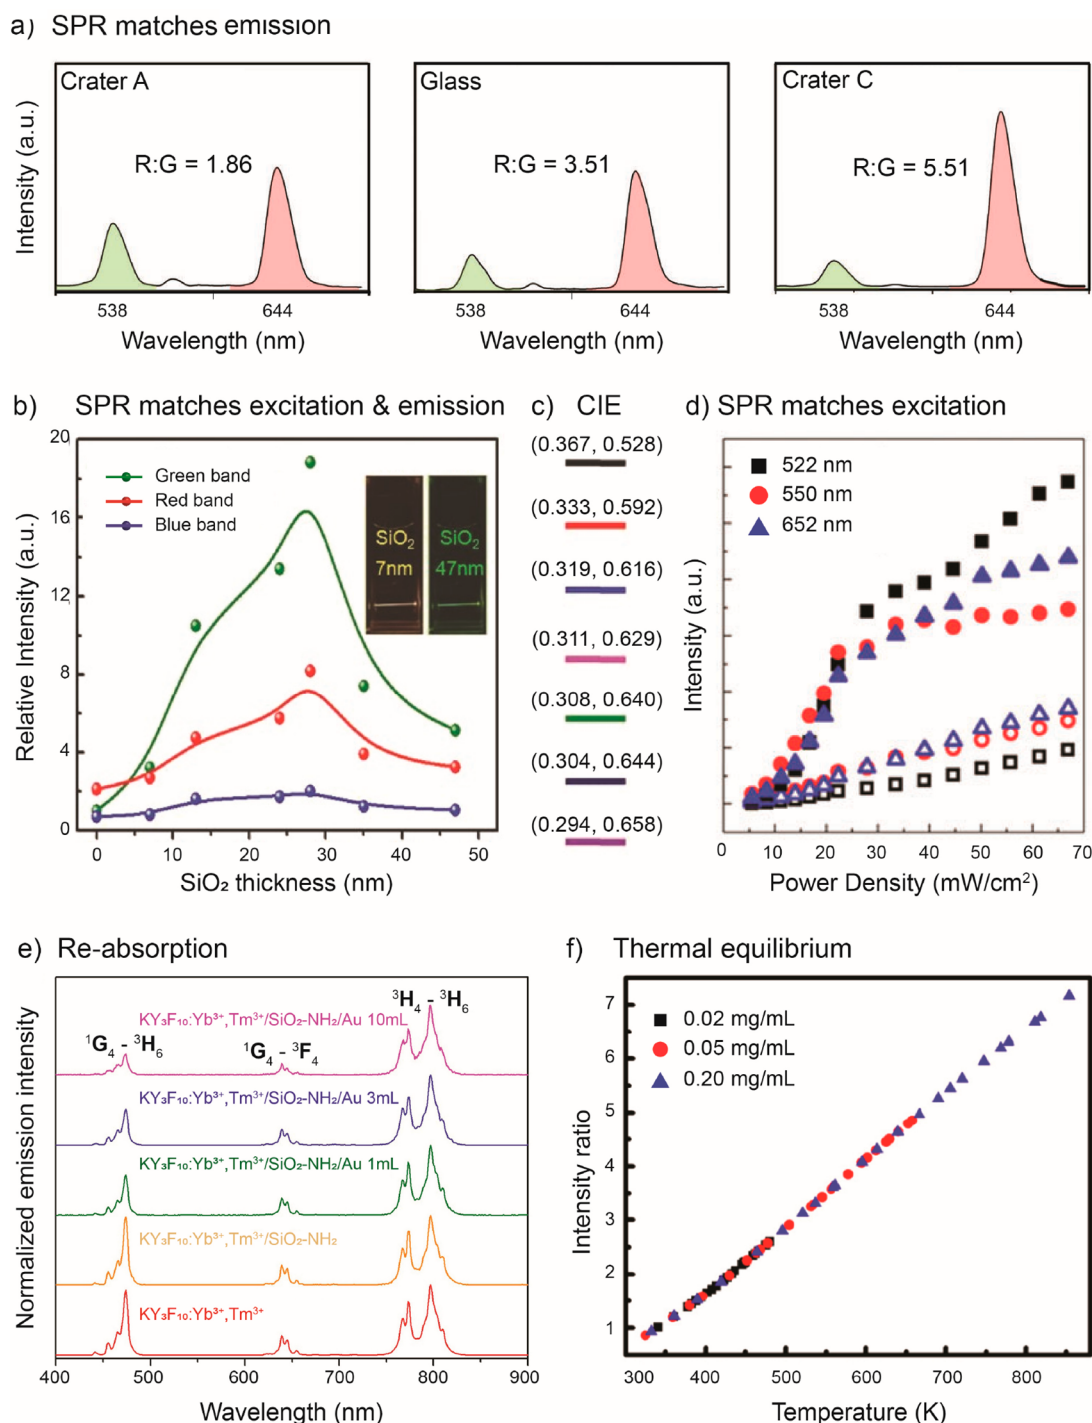 a) SPR matches emission
Crater A
R:G = 1.86
Intensity (a.u.)
538 644
Wavelength (nm)
Glass
R:G = 3.51
538 644
Wavelength (nm)
Crater C
R:G = 5.51
538 644
Wavelength (nm)
b) SPR matches excitation & emission
20
16
12
8
4
0
Relative Intensity (a.u.)
Green band
Red band
Blue band
SiO₂
7nm
SiO₂
47nm
0 10 20 30 40 50
SiO₂ thickness (nm)
c) CIE
(0.367, 0.528)
(0.333, 0.592)
(0.319, 0.616)
(0.311, 0.629)
(0.308, 0.640)
(0.304, 0.644)
(0.294, 0.658)
d) SPR matches excitation
522 nm
550 nm
652 nm
Intensity (a.u.)
0 10 20 30 40 50 60 70
Power Density (mW/cm²)
e) Re-absorption
Normalized emission intensity
³H₄ - ³H₆
¹G₄ - ³H₆
¹G₄ - ³F₄
KY₃F₁₀:Yb³⁺,Tm³⁺/SiO₂-NH₂/Au 10mL
KY₃F₁₀:Yb³⁺,Tm³⁺/SiO₂-NH₂/Au 3mL
KY₃F₁₀:Yb³⁺,Tm³⁺/SiO₂-NH₂/Au 1mL
KY₃F₁₀:Yb³⁺,Tm³⁺/SiO₂-NH₂
KY₃F₁₀:Yb³⁺,Tm³⁺
400 500 600 700 800 900
Wavelength (nm)
f) Thermal equilibrium
7
6
5
4
3
2
1
Intensity ratio
0.02 mg/mL
0.05 mg/mL
0.20 mg/mL
300 400 500 600 700 800
Temperature (K)